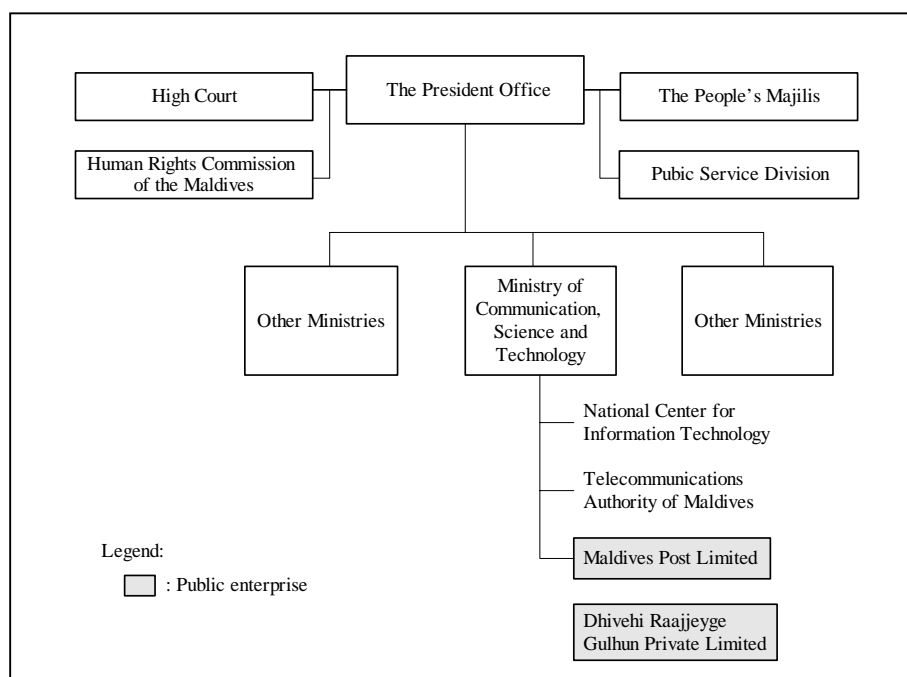 High Court
The President Office
The People's Majilis
Human Rights Commission
of the Maldives
Pubic Service Division
Other Ministries
Ministry of
Communication,
Science and
Technology
Other Ministries
National Center for
Information Technology
Telecommunications
Authority of Maldives
Maldives Post Limited
Dhivehi Raajjeyge
Gulhun Private Limited
Legend:
: Public enterprise